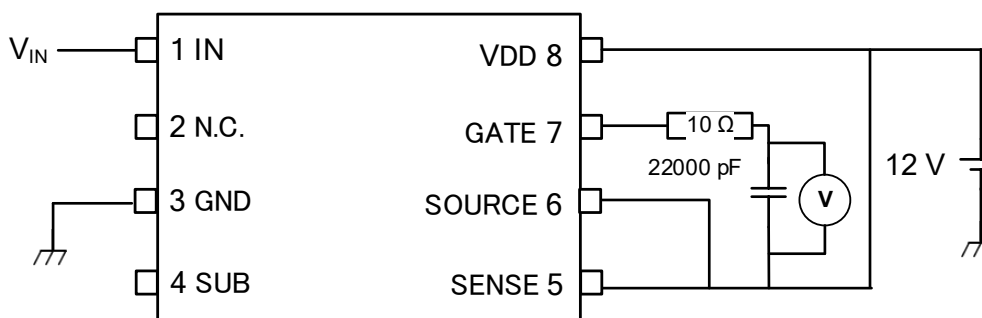 V_IN
1 IN
2 N.C.
3 GND
4 SUB
VDD 8
GATE 7
SOURCE 6
SENSE 5
10 Ω
22000 pF
V
12 V